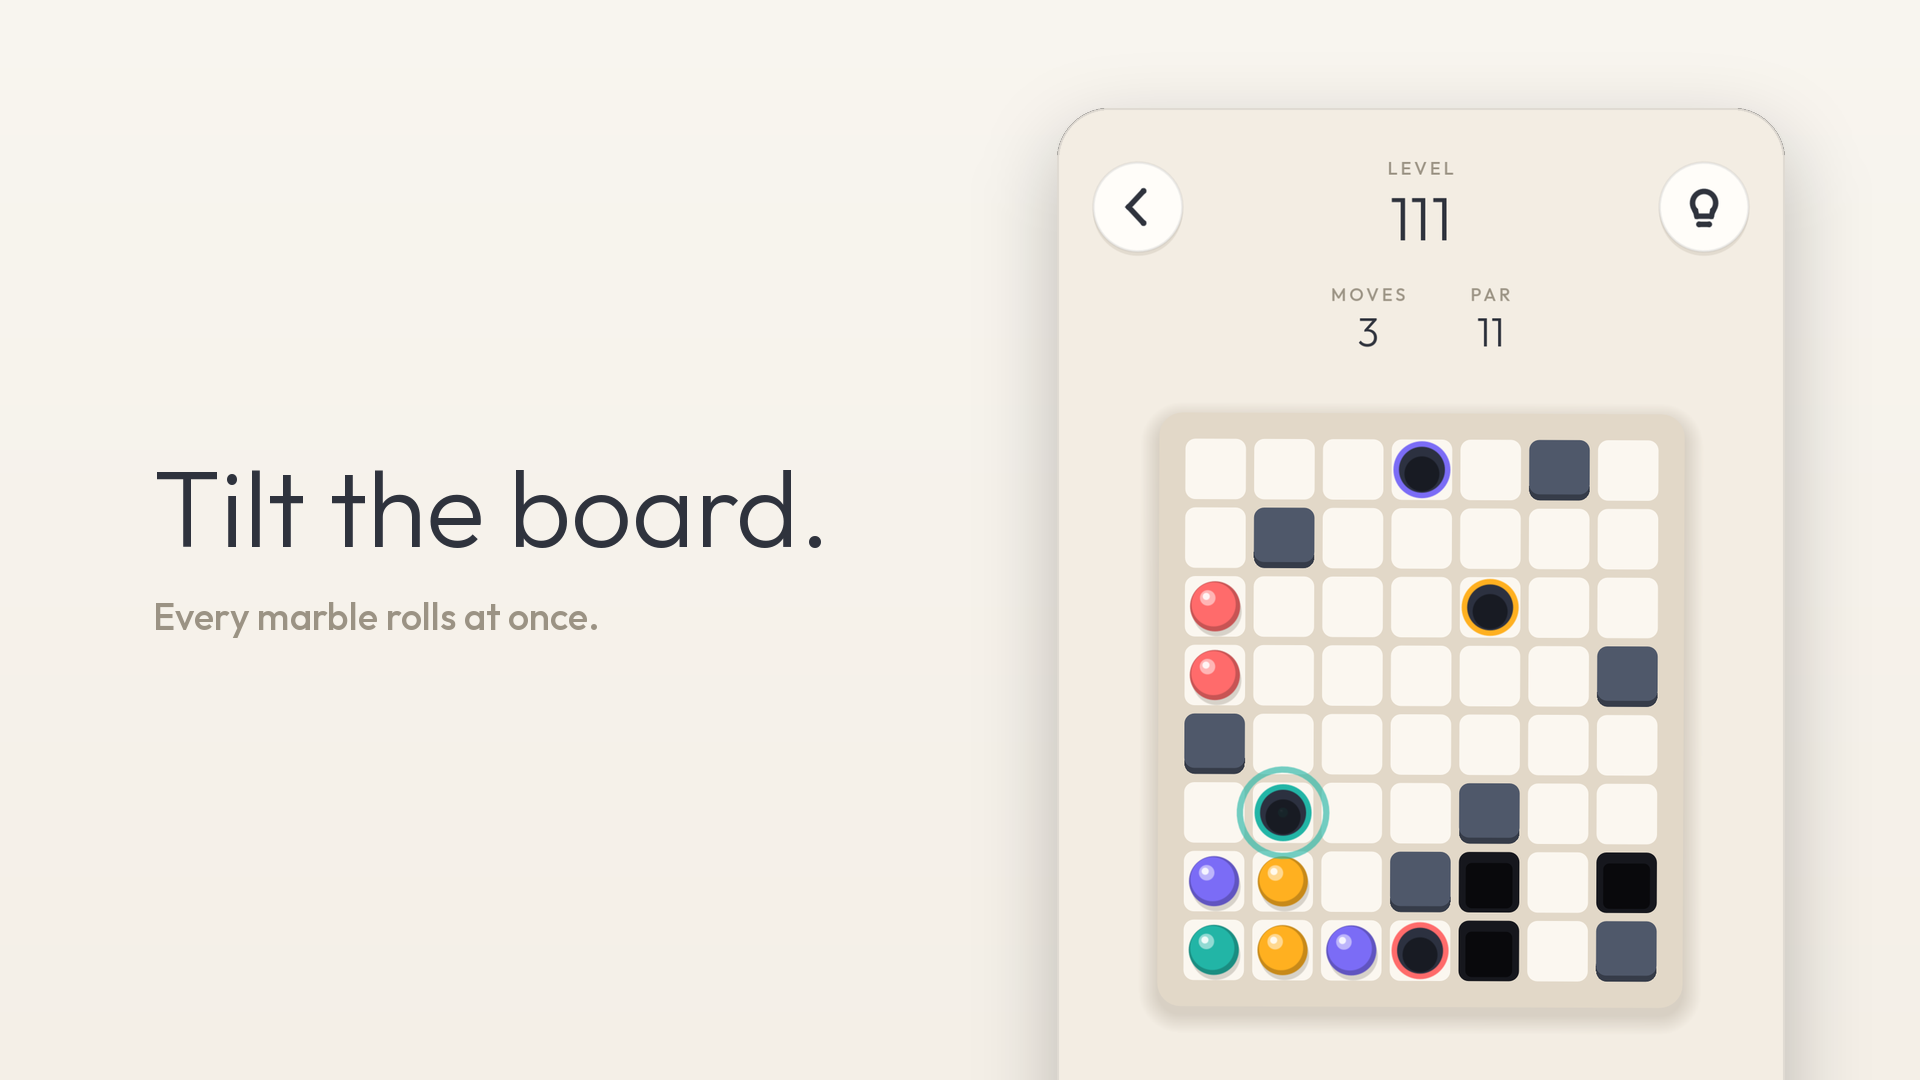 Tilt the board.
Every marble rolls at once.
LEVEL
111
MOVES PAR
3 11